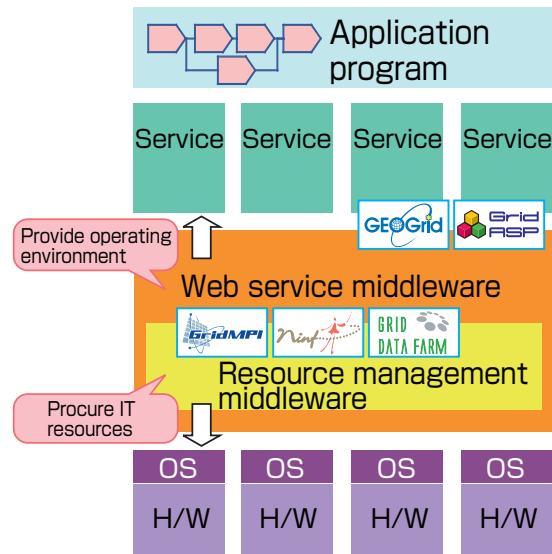 Application
program
Service
Service
Service
Service
GEOGrid
Grid
ASP
Provide operating
environment
Web service middleware
GridMPI
Ninf
GRID
DATA FARM
Resource management
middleware
Procure IT
resources
OS
OS
OS
OS
H/W
H/W
H/W
H/W